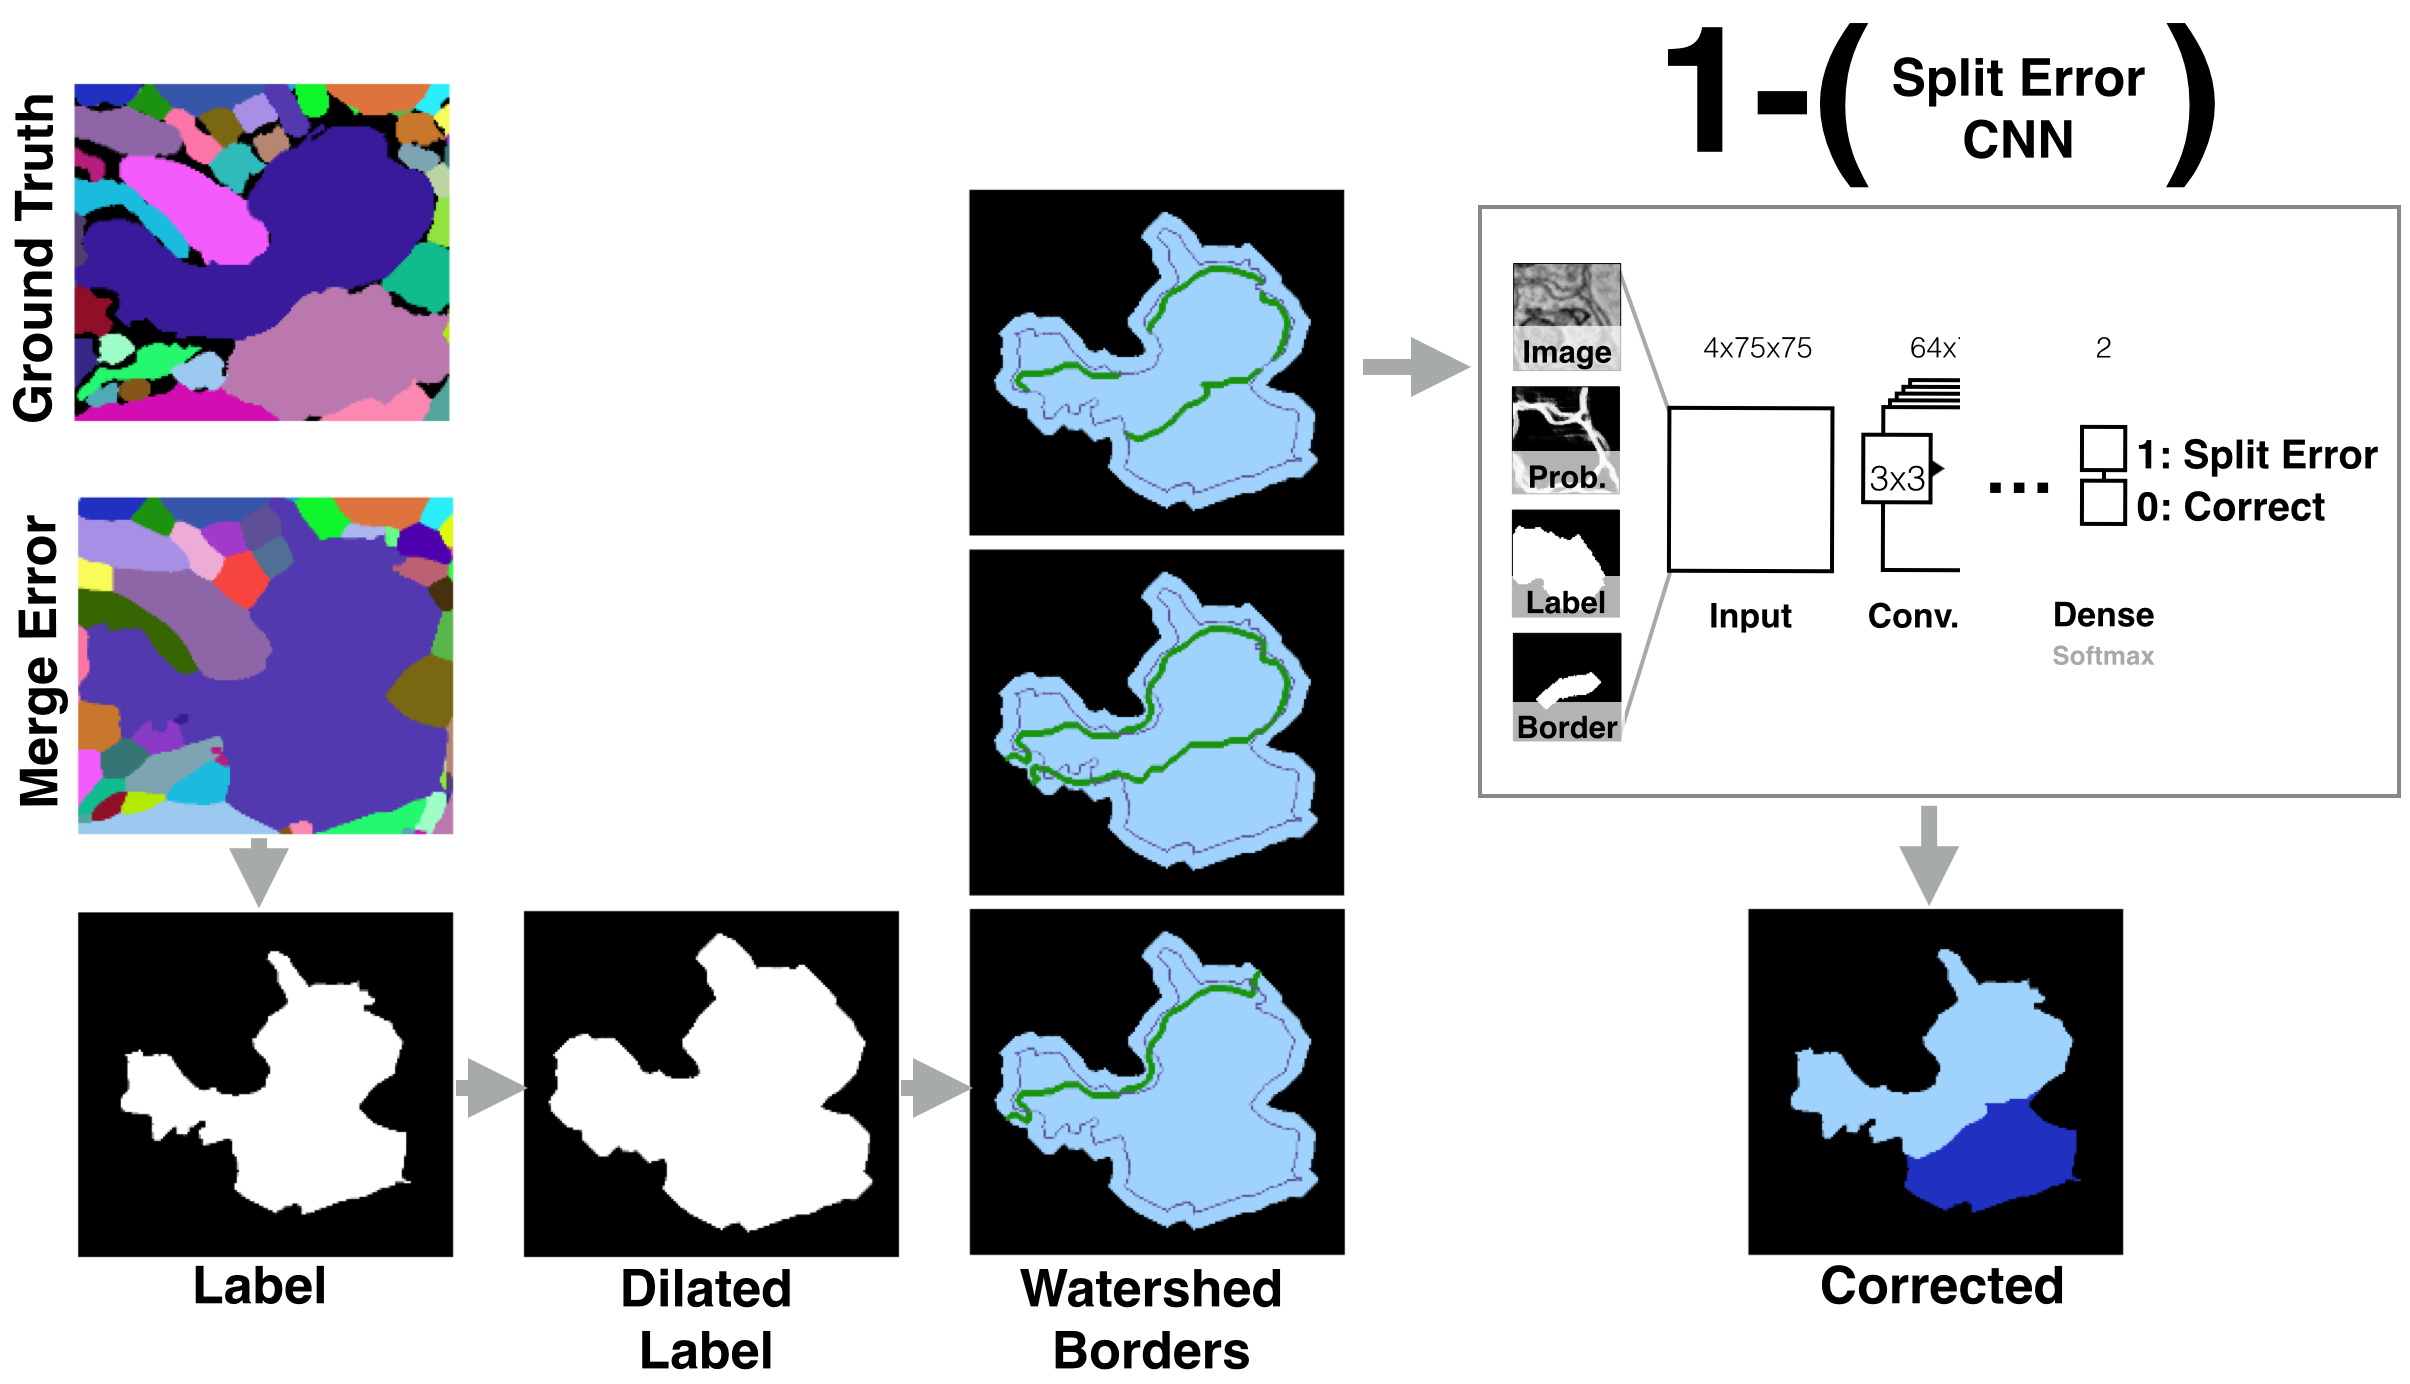 Ground Truth
Merge Error
Label
Dilated
Label
Watershed
Borders
1-( Split Error
CNN )
Image
Prob.
Label
Border
4x75x75
Input
64x
3x3
Conv.
...
2
1: Split Error
0: Correct
Dense
Softmax
Corrected